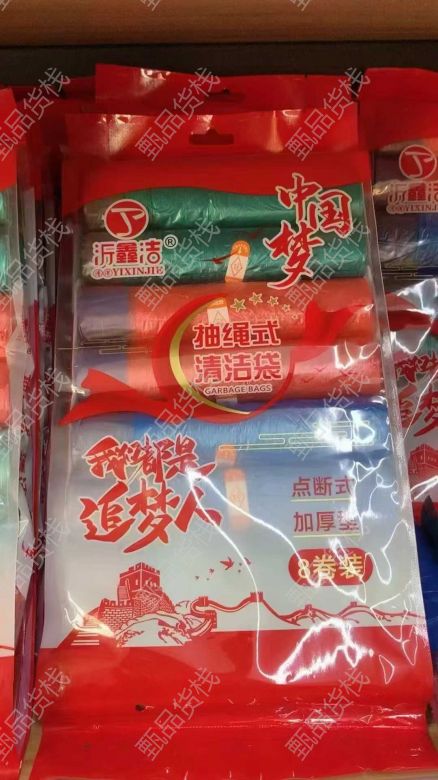 沂鑫洁®
YIXINJIE
中国梦
抽绳式
清洁袋
GARBAGE BAGS
我们都是
追梦人
点断式
加厚型
8卷装
甄品货栈